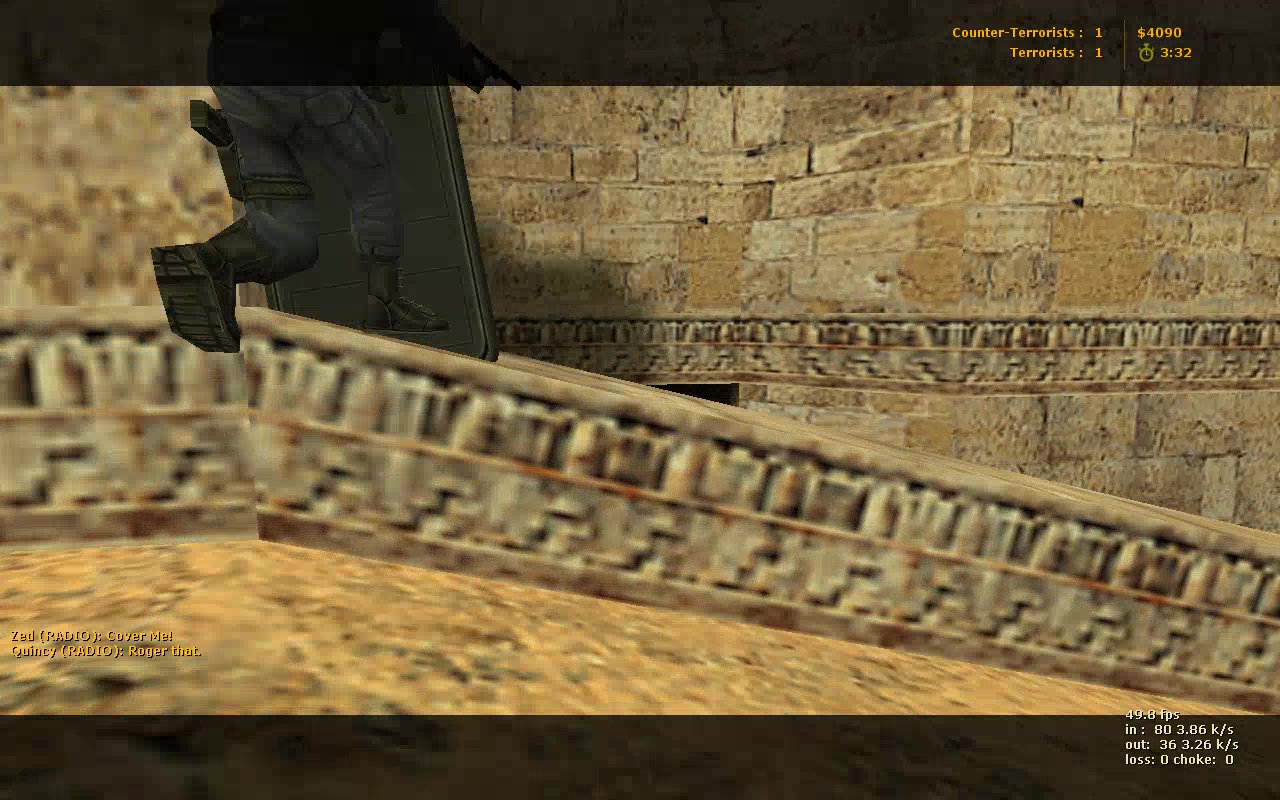 Counter-Terrorists : 1
Terrorists : 1
$4090
3:32
Zed (RADIO): Cover Me!
Quincy (RADIO): Roger that.
49.8 fps
in : 80 3.86 k/s
out: 36 3.26 k/s
loss: 0 choke: 0